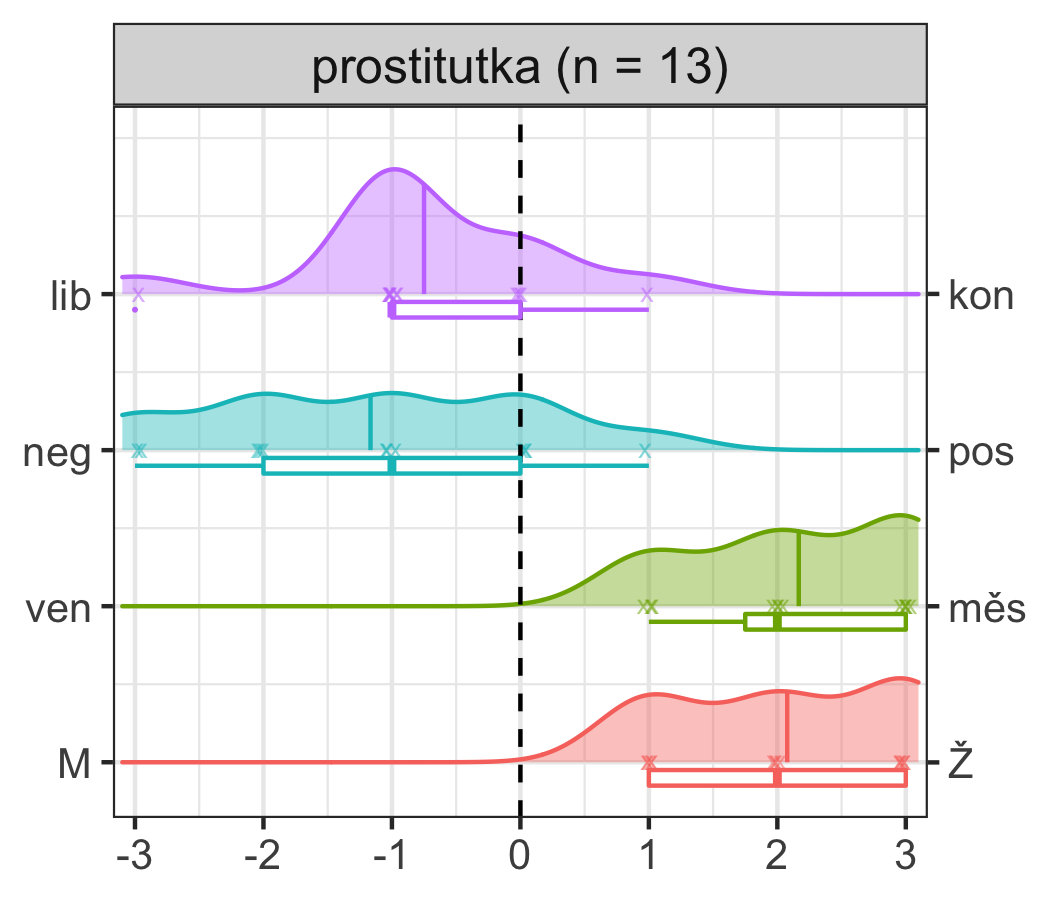 prostitutka (n = 13)
lib kon
neg pos
ven měs
M Ž
-3 -2 -1 0 1 2 3